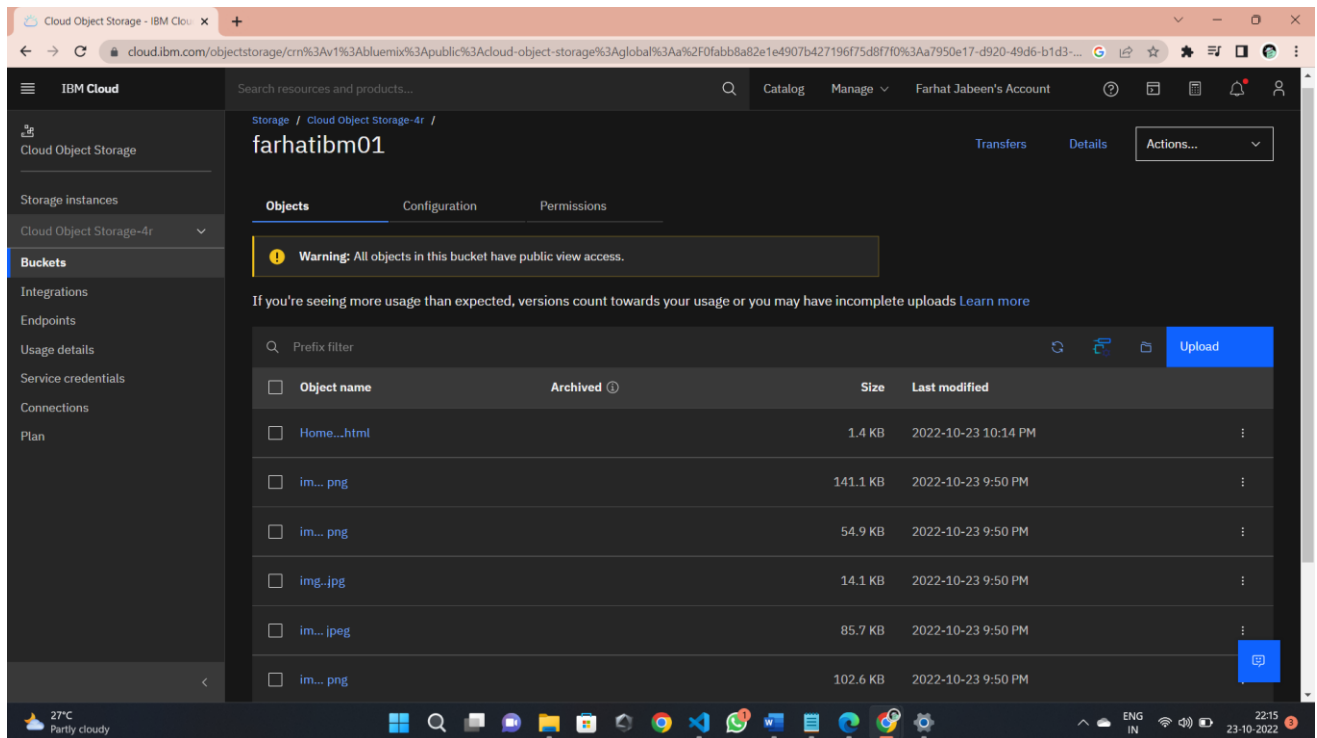 Cloud Object Storage - IBM Clou
cloud.ibm.com/objectstorage/crn%3Av1%3Abluemix%3Apublic%3Acloud-object-storage%3Aglobal%3Aa%2F0fabb8a82e1e4907b427196f75d8f7f0%3Aa7950e17-d920-49d6-b1d3-...
IBM Cloud
Search resources and products...
Catalog
Manage
Farhat Jabeen's Account
Cloud Object Storage
Storage instances
Cloud Object Storage-4r
Buckets
Integrations
Endpoints
Usage details
Service credentials
Connections
Plan
Storage / Cloud Object Storage-4r /
farhatibm01
Transfers
Details
Actions...
Objects
Configuration
Permissions
Warning: All objects in this bucket have public view access.
If you're seeing more usage than expected, versions count towards your usage or you may have incomplete uploads Learn more
Prefix filter
Upload
Object name Archived Size Last modified
Home....html 1.4 KB 2022-10-23 10:14 PM
im... png 141.1 KB 2022-10-23 9:50 PM
im... png 54.9 KB 2022-10-23 9:50 PM
img..jpg 14.1 KB 2022-10-23 9:50 PM
im... jpeg 85.7 KB 2022-10-23 9:50 PM
im... png 102.6 KB 2022-10-23 9:50 PM
27°C
Partly cloudy
1
ENG
IN
22:15
23-10-2022
3